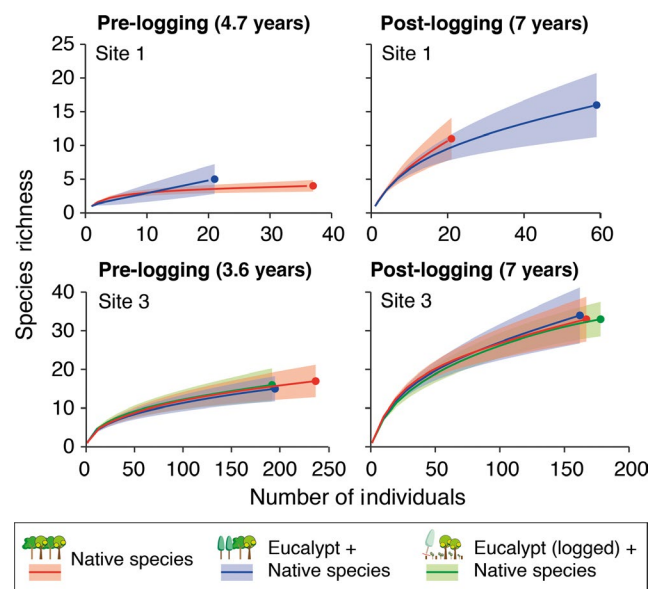 Pre-logging (4.7 years)
Post-logging (7 years)
Species richness
25
20
15
10
5
0
Site 1
0
10
20
30
40
Site 1
0
20
40
60
Pre-logging (3.6 years)
Post-logging (7 years)
40
30
20
10
0
Site 3
0
50
100
150
200
250
Site 3
0
50
100
150
200
Number of individuals
Native species
Eucalypt +
Native species
Eucalypt (logged) +
Native species